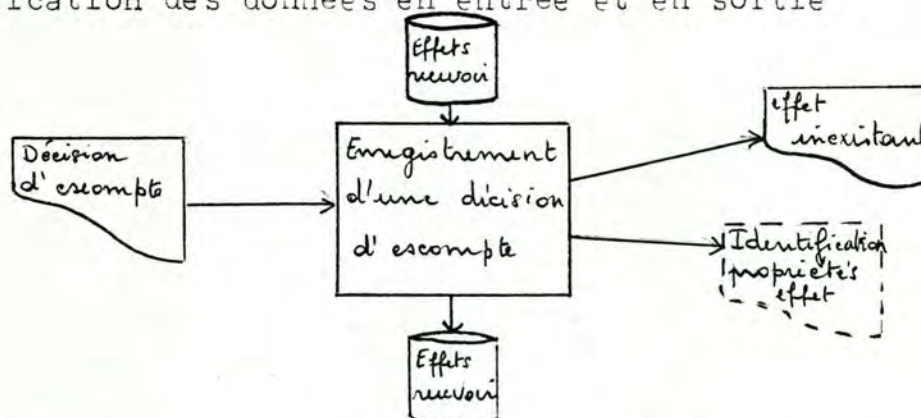 ication des données en entrée et en sortie
Effets
recevoir
Décision
d'escompte
Enregistrement
d'une décision
d'escompte
effet
inexistant
Identification
propriétés
effet
Effets
recevoir